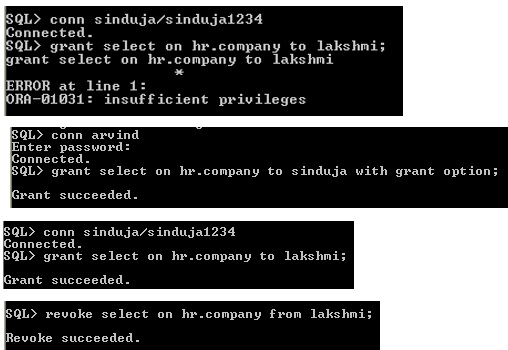 SQL> conn sinduja/sinduja1234
Connected.
SQL> grant select on hr.company to lakshmi;
grant select on hr.company to lakshmi
*
ERROR at line 1:
ORA-01031: insufficient privileges
SQL> conn arvind
Enter password:
Connected.
SQL> grant select on hr.company to sinduja with grant option;
Grant succeeded.
SQL> conn sinduja/sinduja1234
Connected.
SQL> grant select on hr.company to lakshmi;
Grant succeeded.
SQL> revoke select on hr.company from lakshmi;
Revoke succeeded.